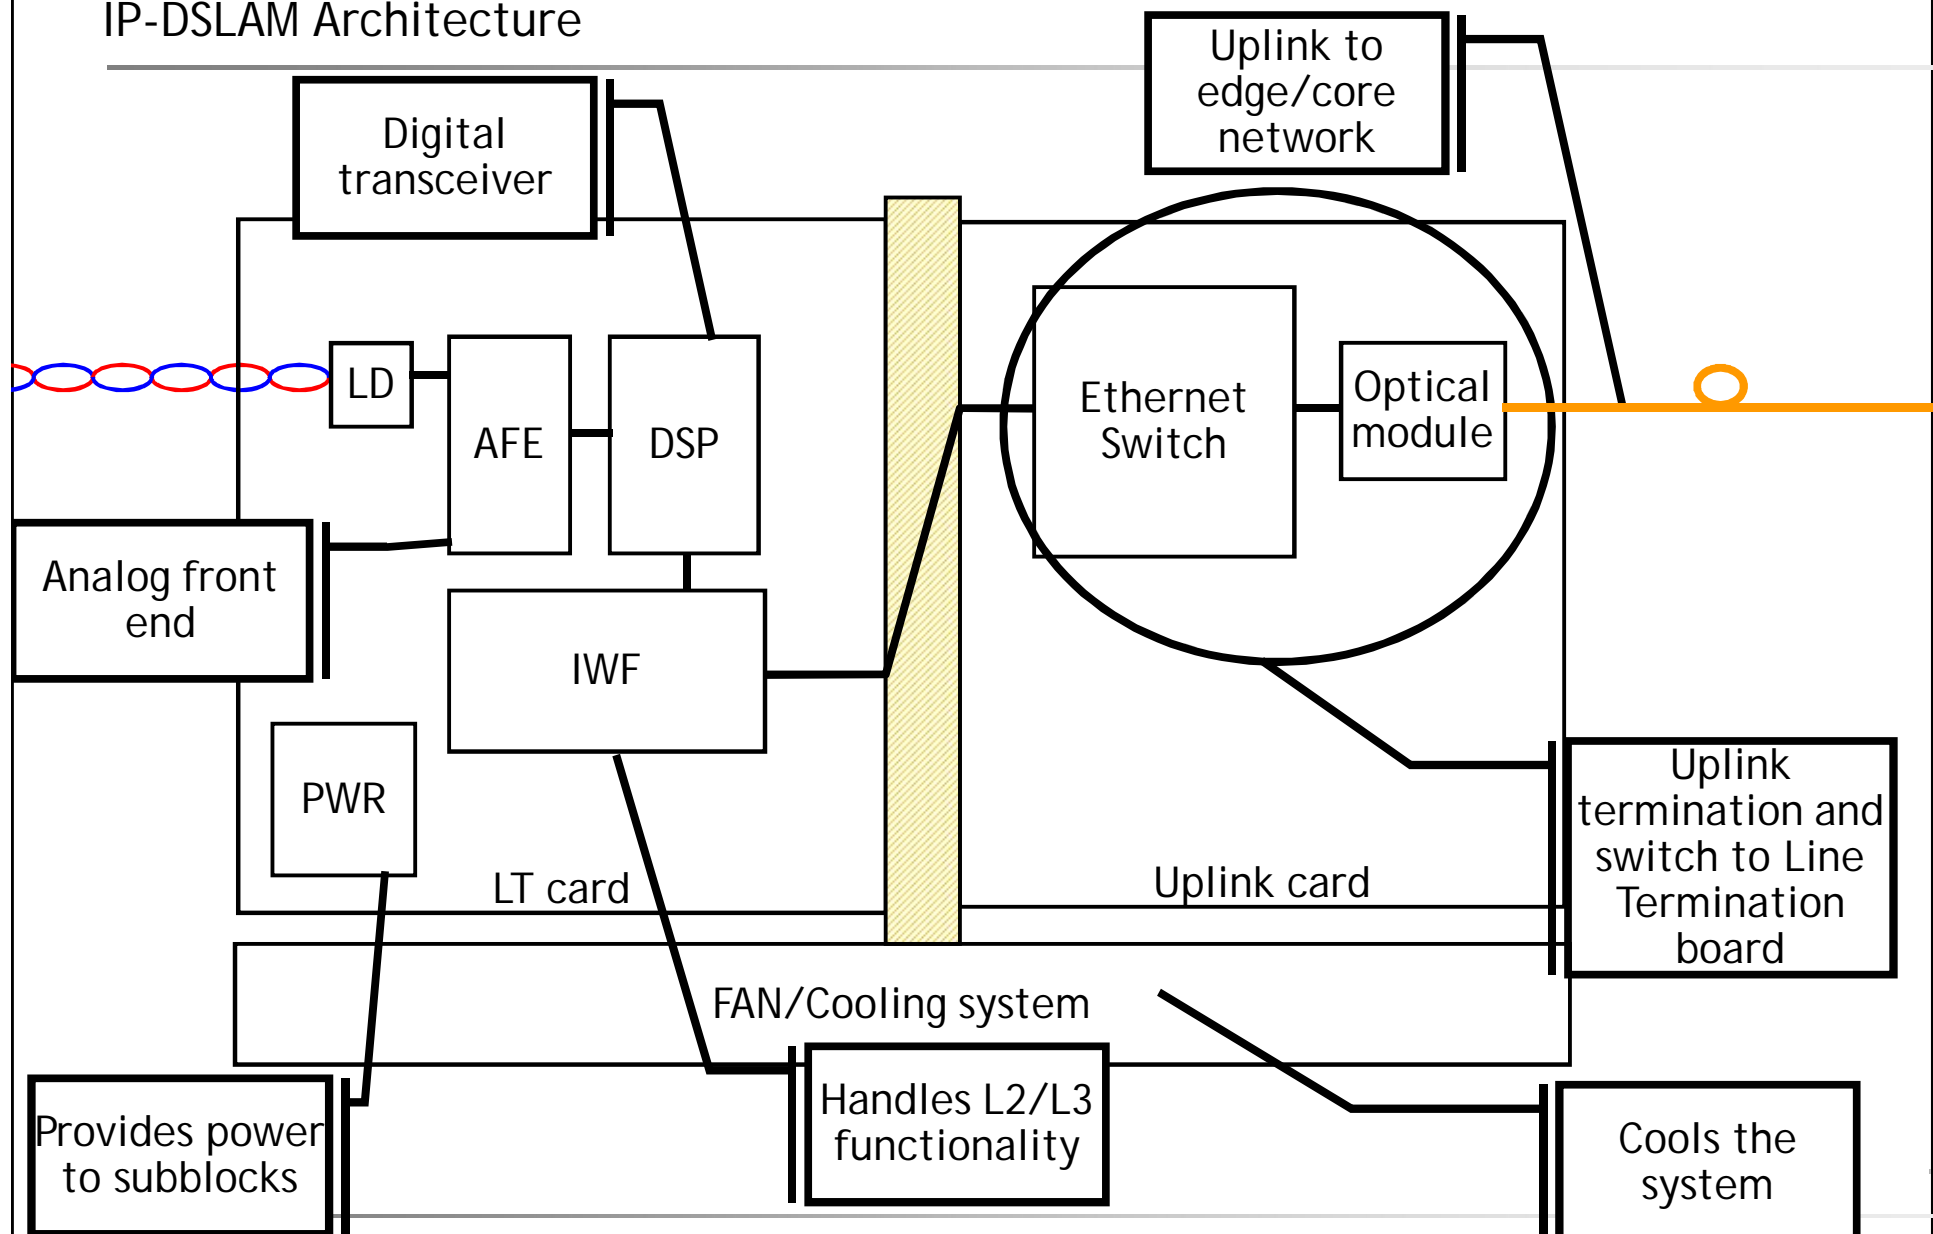 IP-DSLAM Architecture
Uplink to
edge/core
network
Digital
transceiver
LD
AFE
DSP
Ethernet
Switch
Optical
module
Analog front
end
IWF
PWR
LT card
Uplink card
Uplink
termination and
switch to Line
Termination
board
FAN/Cooling system
Provides power
to subblocks
Handles L2/L3
functionality
Cools the
system